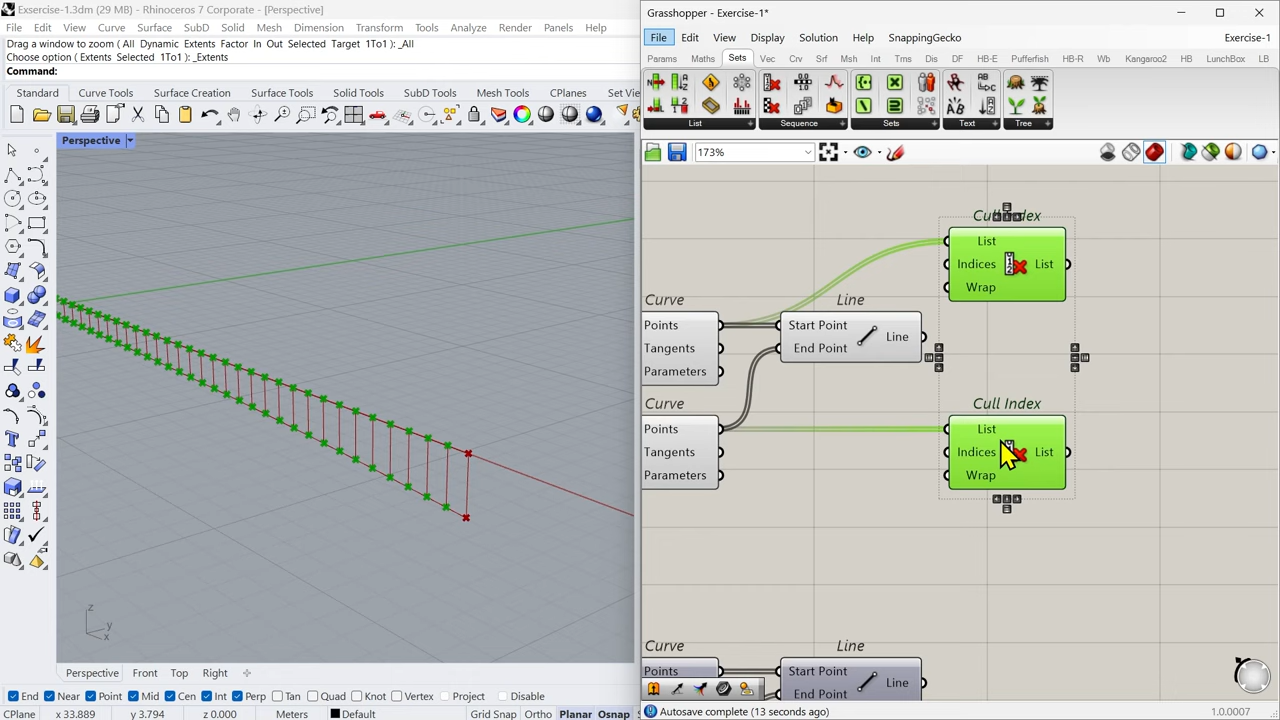 Exsercise-1.3dm (29 MB) - Rhinoceros 7 Corporate - [Perspective]
File Edit View Curve Surface SubD Solid Mesh Dimension Transform Tools Analyze Render Panels Help
Drag a window to zoom ( All Dynamic Extents Factor In Out Selected Target 1To1 ): _All
Choose option ( Extents Selected 1To1 ): _Extents
Command:
Standard Curve Tools Surface Creation Surface Tools Solid Tools SubD Tools Mesh Tools CPlanes Set Vi
Perspective
z
y
x
Perspective Front Top Right
End Near Point Mid Cen Int Perp Tan Quad Knot Vertex Project Disable
CPlane x 33.889 y 3.794 z 0.000 Meters Default Grid Snap Ortho Planar Osnap
Grasshopper - Exercise-1*
File Edit View Display Solution Help SnappingGecko Exercise-1
Params Maths Sets Vec Crv Srf Msh Int Trns Dis DF HB-E Pufferfish HB-R Wb Kangaroo2 HB LunchBox LB
List Sequence Sets Text Tree
173%
Cull Index
List
Indices List
Wrap
Curve Line
Points Start Point
Line
Tangents End Point
Parameters
Curve Cull Index
Points List
Tangents Indices List
Parameters Wrap
Curve Line
Points Start Point
Line
End Point
Autosave complete (13 seconds ago) 1.0.0007